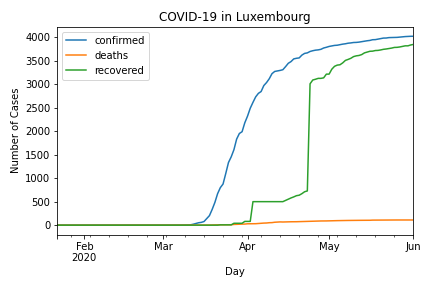 COVID-19 in Luxembourg
confirmed
deaths
recovered
Number of Cases
4000
3500
3000
2500
2000
1500
1000
500
0
Feb Mar Apr May Jun
2020
Day